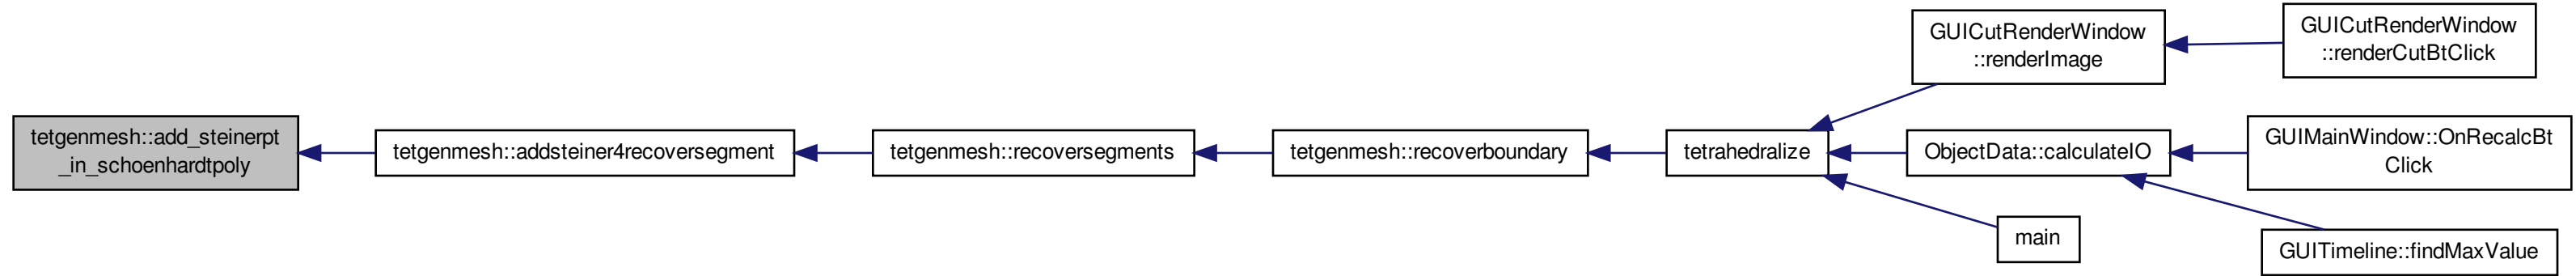 tetgenmesh::add_steinerpt
_in_schoenhardtpoly
tetgenmesh::addsteiner4recoversegment
tetgenmesh::recoversegments
tetgenmesh::recoverboundary
tetrahedralize
GUICutRenderWindow
::renderImage
GUICutRenderWindow
::renderCutBtClick
ObjectData::calculateIO
GUIMainWindow::OnRecalcBt
Click
main
GUITimeline::findMaxValue